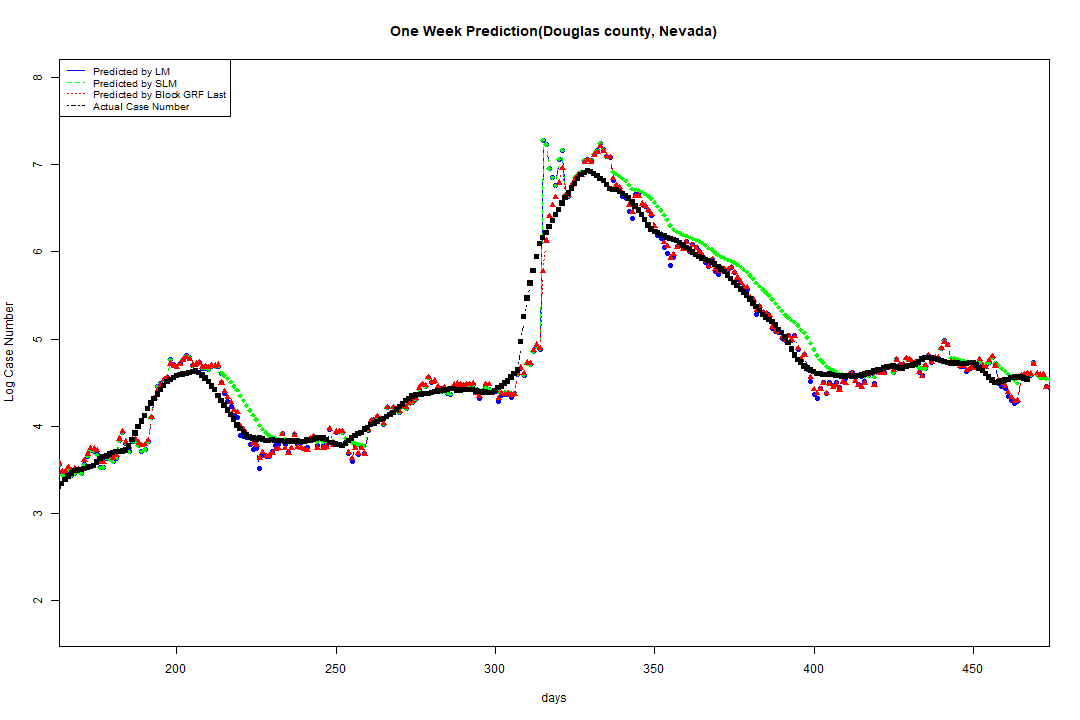 One Week Prediction(Douglas county, Nevada)
Predicted by LM
Predicted by SLM
Predicted by Block GRF Last
Actual Case Number
8
7
6
5
4
3
2
Log Case Number
200 250 300 350 400 450
days